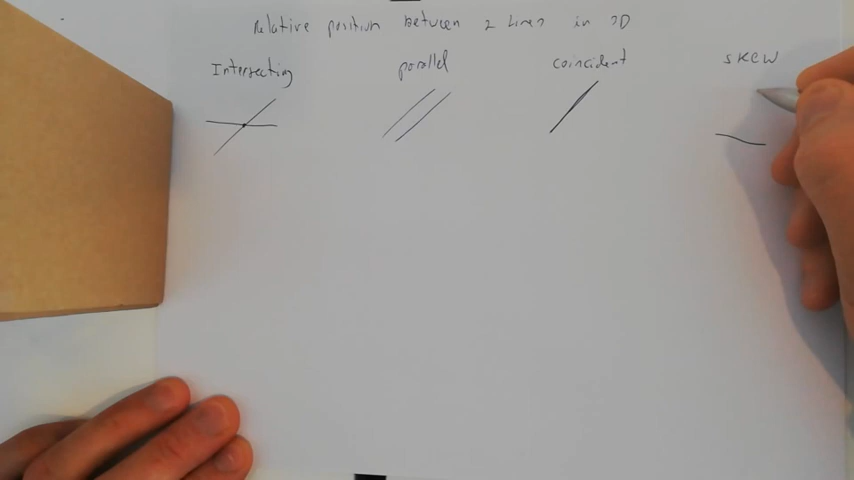 Relative position between 2 lines in 3D
Intersecting parallel coincident skew